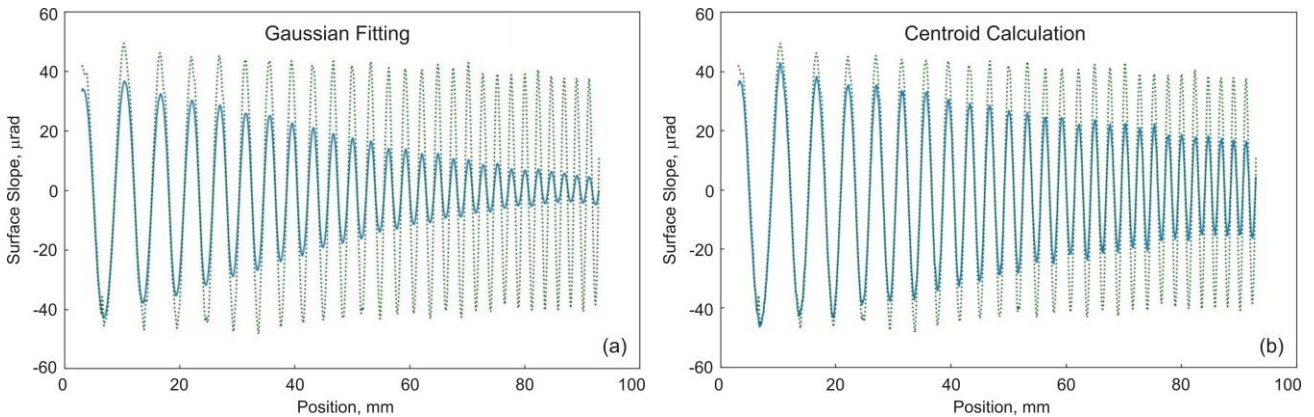 Gaussian Fitting
60
40
20
0
-20
-40
-60
Surface Slope, μrad
(a)
0 20 40 60 80 100
Position, mm
Centroid Calculation
60
40
20
0
-20
-40
-60
Surface Slope, μrad
(b)
0 20 40 60 80 100
Position, mm